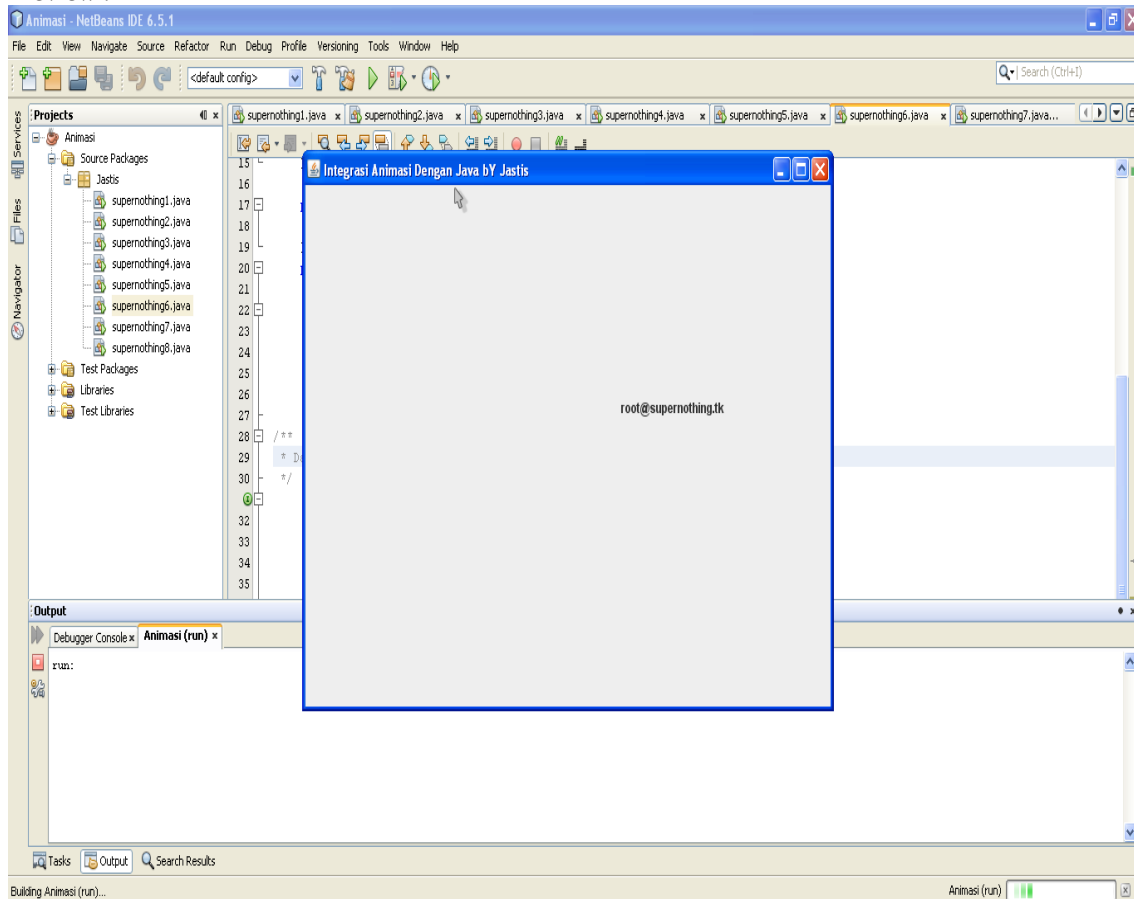 Animasi - NetBeans IDE 6.5.1
File Edit View Navigate Source Refactor Run Debug Profile Versioning Tools Window Help
<default config>
Search (Ctrl+I)
Services
Files
Navigator
Projects
Animasi
Source Packages
Jastis
supernothing1.java
supernothing2.java
supernothing3.java
supernothing4.java
supernothing5.java
supernothing6.java
supernothing7.java
supernothing8.java
Test Packages
Libraries
Test Libraries
supernothing1.java x supernothing2.java x supernothing3.java x supernothing4.java x supernothing5.java x supernothing6.java x supernothing7.java...
15
16
17
18
19
20
21
22
23
24
25
26
27
28 /**
29 * D
30 */
32
33
34
35
Integrasi Animasi Dengan Java bY Jastis
root@supernothing.tk
Output
Debugger Console x Animasi (run) x
run:
Tasks Output Search Results
Building Animasi (run)...
Animasi (run)